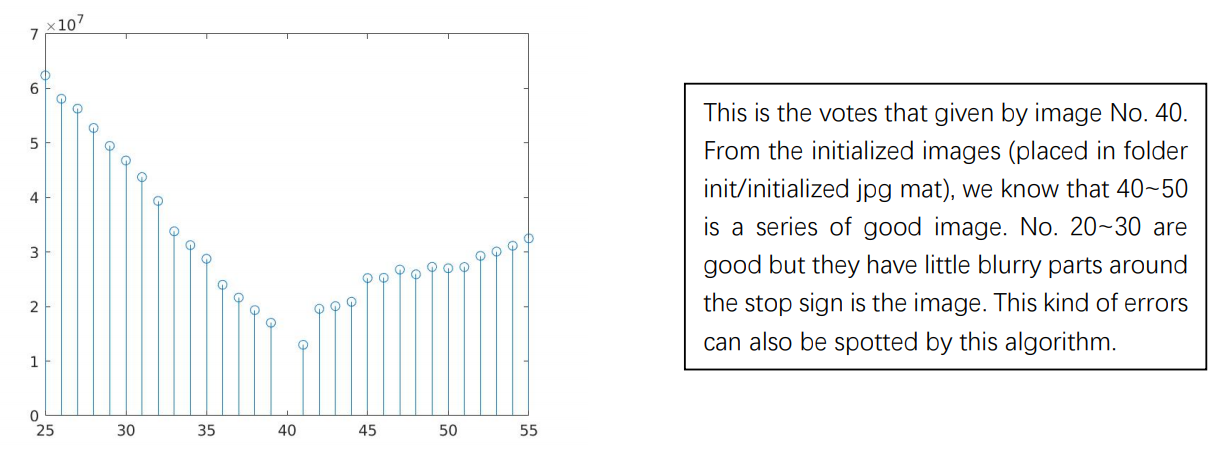 ×10⁷
7
6
5
4
3
2
1
0
25 30 35 40 45 50 55
This is the votes that given by image No. 40.
From the initialized images (placed in folder
init/initialized jpg mat), we know that 40~50
is a series of good image. No. 20~30 are
good but they have little blurry parts around
the stop sign is the image. This kind of errors
can also be spotted by this algorithm.